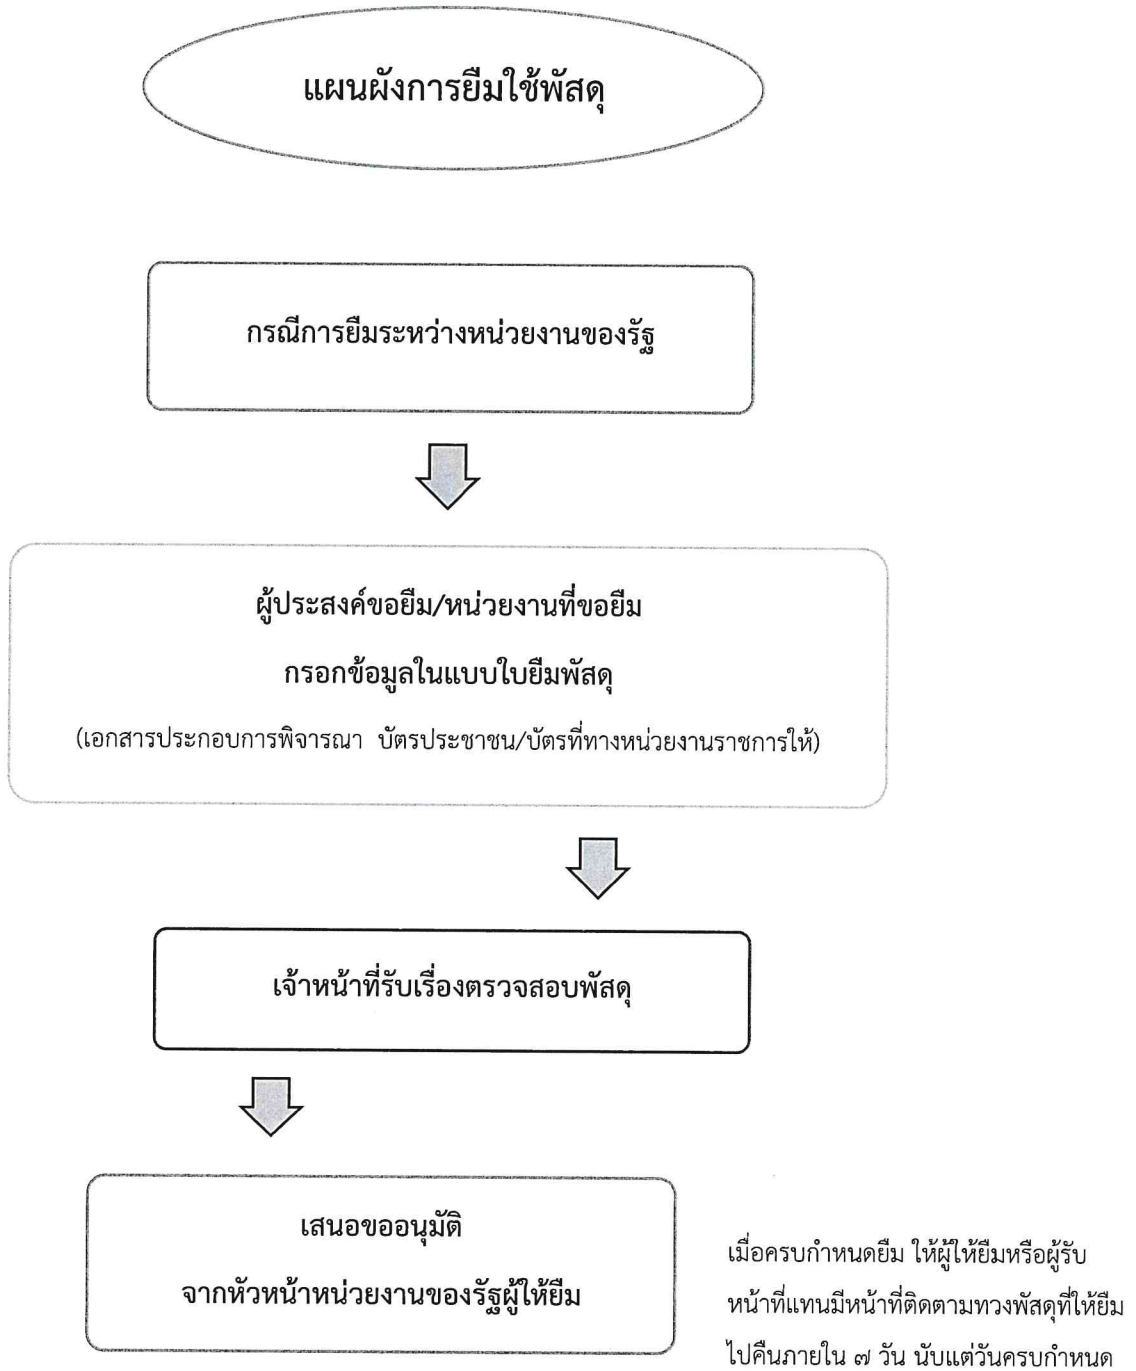 แผนผังการยืมใช้พัสดุ
กรณีการยืมระหว่างหน่วยงานของรัฐ
ผู้ประสงค์ขอยืม/หน่วยงานที่ขอยืม
กรอกข้อมูลในแบบใบยืมพัสดุ
(เอกสารประกอบการพิจารณา บัตรประชาชน/บัตรที่ทางหน่วยงานราชการให้)
เจ้าหน้าที่รับเรื่องตรวจสอบพัสดุ
เสนอขออนุมัติ
จากหัวหน้าหน่วยงานของรัฐผู้ให้ยืม
เมื่อครบกำหนดยืม ให้ผู้ให้ยืมหรือผู้รับ
หน้าที่แทนมีหน้าที่ติดตามทวงพัสดุที่ให้ยืม
ไปคืนภายใน ๗ วัน นับแต่วันครบกำหนด